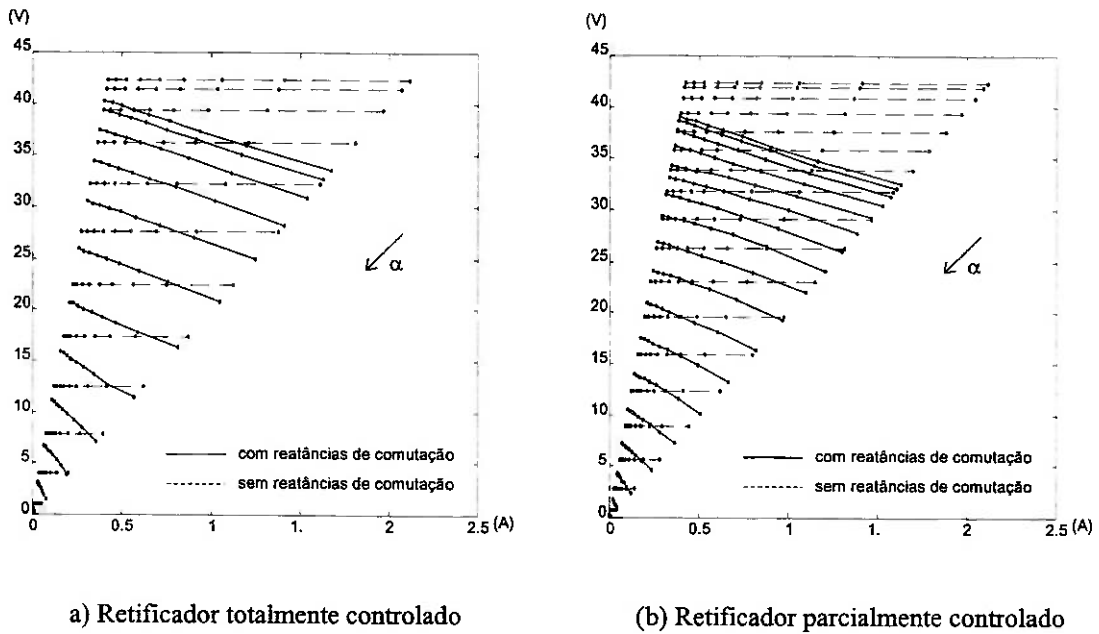 (V)
45
40
35
30
25
20
15
10
5
0
0.5
1
1.
2
2.5
(A)
α
com reatâncias de comutação
sem reatâncias de comutação
a) Retificador totalmente controlado
(V)
45
40
35
30
25
20
15
10
5
0
0
0.5
1
1.
2
2.5
(A)
α
com reatâncias de comutação
sem reatâncias de comutação
(b) Retificador parcialmente controlado